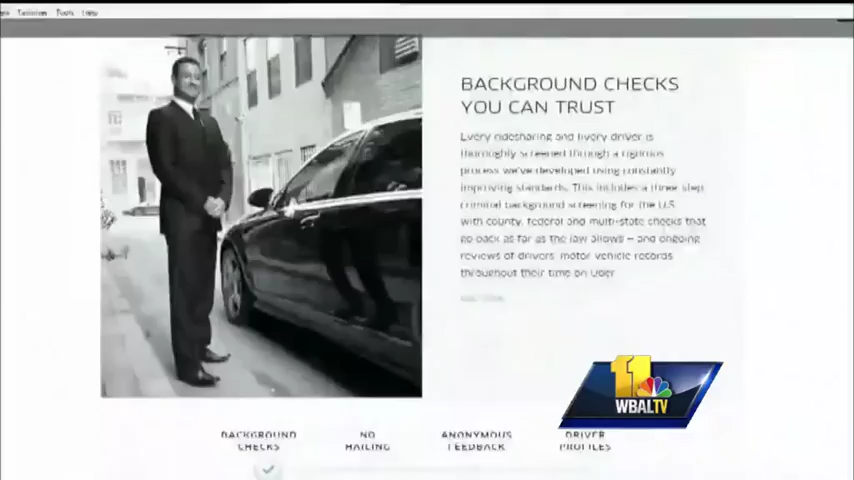 Tools Help
BACKGROUND CHECKS
YOU CAN TRUST
Every ridesharing and livery driver is
thoroughly screened through a rigorous
process we've developed using constantly
improving standards. This includes a three-step
criminal background screening for the U.S.
with county, federal and multi-state checks that
go back as far as the law allows – and ongoing
reviews of drivers' motor vehicle records
throughout their time on Uber
11
WBALTV
BACKGROUND CHECKS
NO HAILING
ANONYMOUS FEEDBACK
DRIVER PROFILES